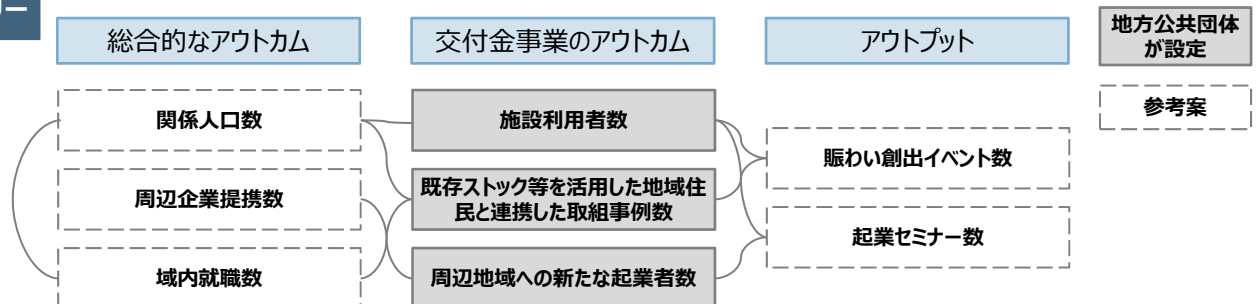 リー
総合的なアウトカム
交付金事業のアウトカム
アウトプット
地方公共団体
が設定
参考案
関係人口数
施設利用者数
賑わい創出イベント数
周辺企業提携数
既存ストック等を活用した地域住
民と連携した取組事例数
起業セミナー数
域内就職数
周辺地域への新たな起業者数